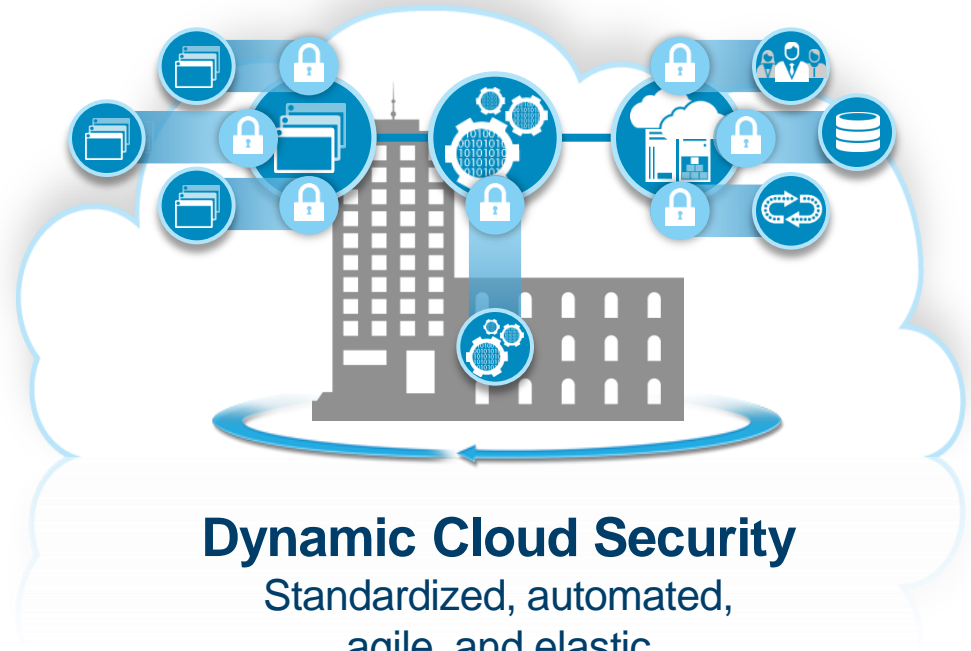 Dynamic Cloud Security
Standardized, automated,
agile, and elastic